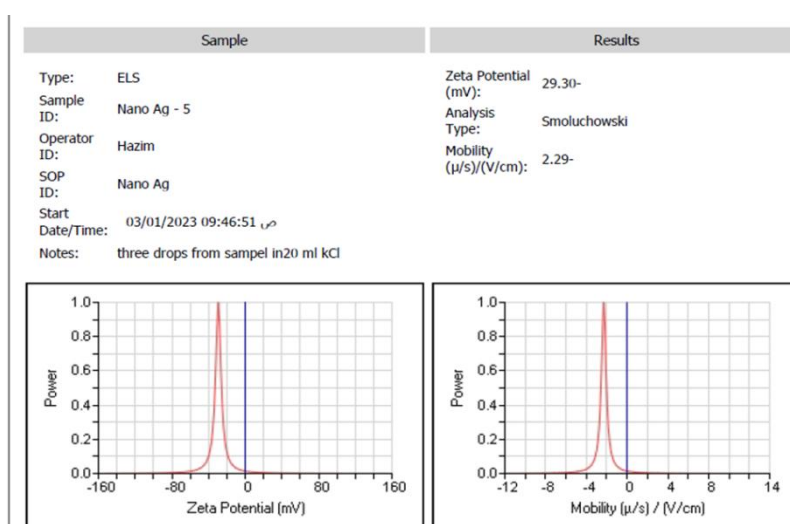 Sample
Type: ELS
Sample ID: Nano Ag - 5
Operator ID: Hazim
SOP ID: Nano Ag
Start Date/Time: 03/01/2023 09:46:51 ص
Notes: three drops from sampel in20 ml kCl
Results
Zeta Potential (mV): 29.30-
Analysis Type: Smoluchowski
Mobility (µ/s)/(V/cm): 2.29-
Power
1.0
0.8
0.6
0.4
0.2
0.0
-160 -80 0 80 160
Zeta Potential (mV)
Power
1.0
0.8
0.6
0.4
0.2
0.0
-12 -8 -4 0 4 8 14
Mobility (µ/s) / (V/cm)